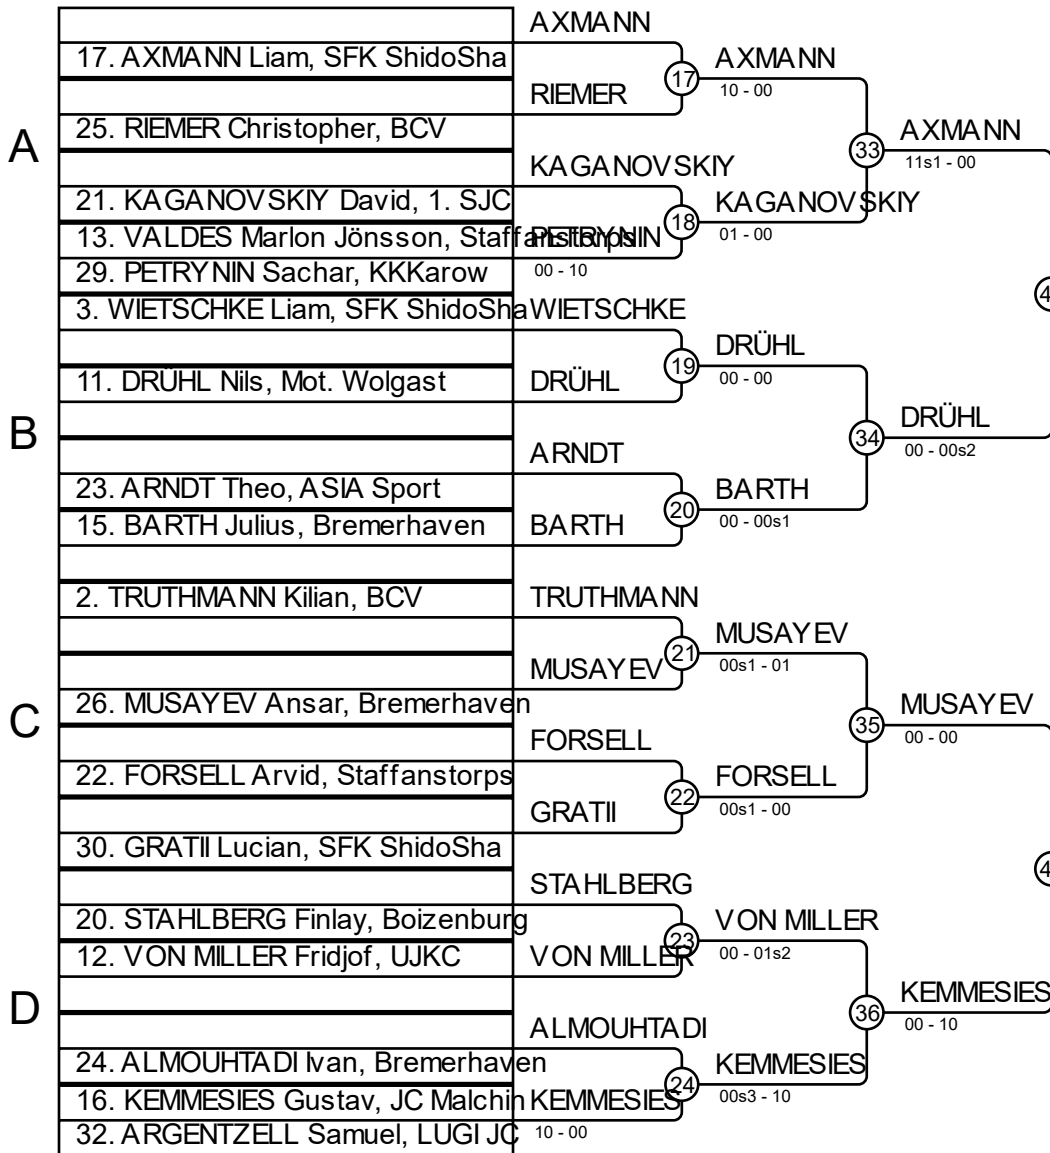 AXMANN
17. AXMANN Liam, SFK ShidoSha
17
AXMANN
10 - 00
RIEMER
25. RIEMER Christopher, BCV
A
33
AXMANN
11s1 - 00
KAGANOVSKIY
21. KAGANOVSKIY David, 1. SJC
18
KAGANOVSKIY
01 - 00
13. VALDES Marlon Jönsson, Staffanstorps
PETRYNIN
00 - 10
29. PETRYNIN Sachar, KKKarow
3. WIETSCHKE Liam, SFK ShidoSha
WIETSCHKE
19
DRÜHL
00 - 00
11. DRÜHL Nils, Mot. Wolgast
DRÜHL
B
34
DRÜHL
00 - 00s2
ARNDT
23. ARNDT Theo, ASIA Sport
20
BARTH
00 - 00s1
15. BARTH Julius, Bremerhaven
BARTH
2. TRUTHMANN Kilian, BCV
TRUTHMANN
21
MUSAYEV
00s1 - 01
MUSAYEV
26. MUSAYEV Ansar, Bremerhaven
C
35
MUSAYEV
00 - 00
FORSELL
22. FORSELL Arvid, Staffanstorps
22
FORSELL
00s1 - 00
GRATII
30. GRATII Lucian, SFK ShidoSha
STAHLBERG
20. STAHLBERG Finlay, Boizenburg
23
VON MILLER
00 - 01s2
12. VON MILLER Fridjof, UJKC
VON MILLER
D
36
KEMMESIES
00 - 10
ALMOUHTADI
24. ALMOUHTADI Ivan, Bremerhaven
24
KEMMESIES
00s3 - 10
16. KEMMESIES Gustav, JC Malchin
KEMMESIES
10 - 00
32. ARGENTZELL Samuel, LUGI JC